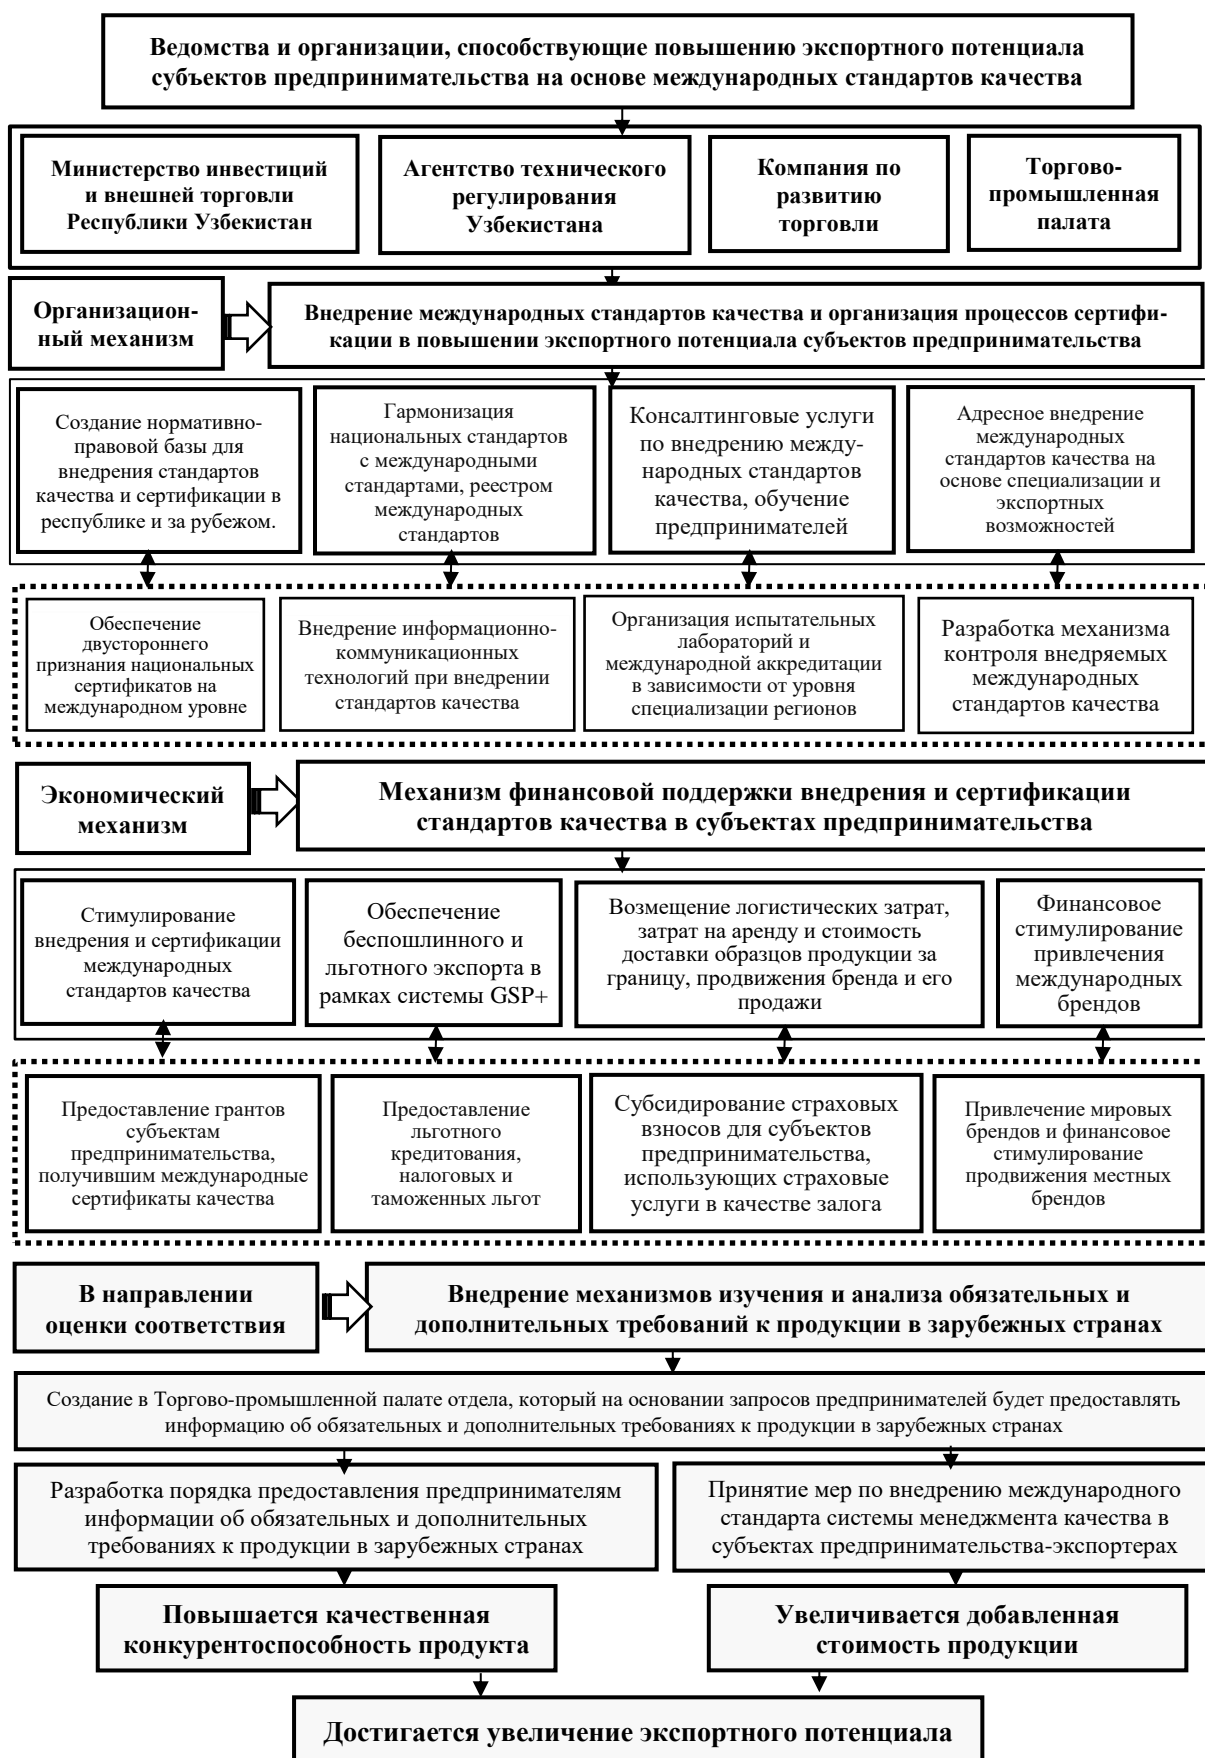 Ведомства и организации, способствующие повышению экспортного потенциала
субъектов предпринимательства на основе международных стандартов качества
Министерство инвестиций
и внешней торговли
Республики Узбекистан
Агентство технического
регулирования
Узбекистана
Компания по
развитию
торговли
Торгово-
промышленная
палата
Организацион-
ный механизм
Внедрение международных стандартов качества и организация процессов сертифи-
кации в повышении экспортного потенциала субъектов предпринимательства
Создание нормативно-
правовой базы для
внедрения стандартов
качества и сертификации в
республике и за рубежом.
Гармонизация
национальных стандартов
с международными
стандартами, реестром
международных
стандартов
Консалтинговые услуги
по внедрению между-
народных стандартов
качества, обучение
предпринимателей
Адресное внедрение
международных
стандартов качества на
основе специализации и
экспортных
возможностей
Обеспечение
двустороннего
признания национальных
сертификатов на
международном уровне
Внедрение информационно-
коммуникационных
технологий при внедрении
стандартов качества
Организация испытательных
лабораторий и
международной аккредитации
в зависимости от уровня
специализации регионов
Разработка механизма
контроля внедряемых
международных
стандартов качества
Экономический
механизм
Механизм финансовой поддержки внедрения и сертификации
стандартов качества в субъектах предпринимательства
Стимулирование
внедрения и сертификации
международных
стандартов качества
Обеспечение
беспошлинного и
льготного экспорта в
рамках системы GSP+
Возмещение логистических затрат,
затрат на аренду и стоимость
доставки образцов продукции за
границу, продвижения бренда и его
продажи
Финансовое
стимулирование
привлечения
международных
брендов
Предоставление грантов
субъектам
предпринимательства,
получившим международные
сертификаты качества
Предоставление
льготного
кредитования,
налоговых и
таможенных льгот
Субсидирование страховых
взносов для субъектов
предпринимательства,
использующих страховые
услуги в качестве залога
Привлечение мировых
брендов и финансовое
стимулирование
продвижения местных
брендов
В направлении
оценки соответствия
Внедрение механизмов изучения и анализа обязательных и
дополнительных требований к продукции в зарубежных странах
Создание в Торгово-промышленной палате отдела, который на основании запросов предпринимателей будет предоставлять
информацию об обязательных и дополнительных требованиях к продукции в зарубежных странах
Разработка порядка предоставления предпринимателям
информации об обязательных и дополнительных
требованиях к продукции в зарубежных странах
Принятие мер по внедрению международного
стандарта системы менеджмента качества в
субъектах предпринимательства-экспортерах
Повышается качественная
конкурентоспособность продукта
Увеличивается добавленная
стоимость продукции
Достигается увеличение экспортного потенциала